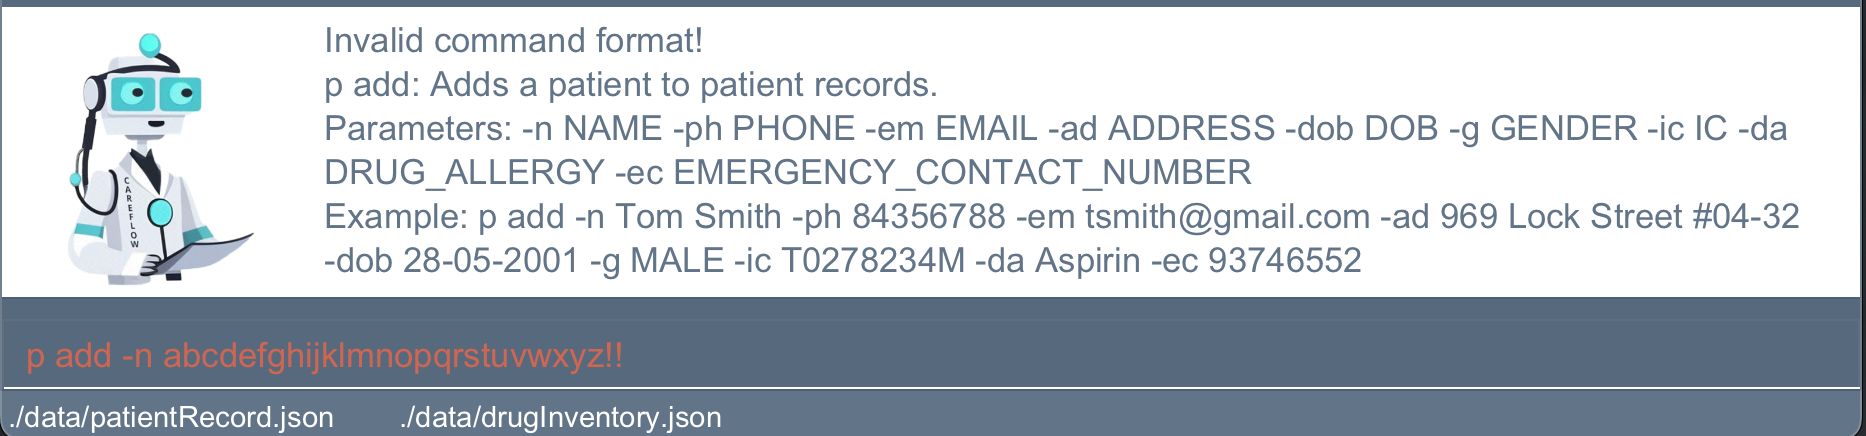 Invalid command format!
p add: Adds a patient to patient records.
Parameters: -n NAME -ph PHONE -em EMAIL -ad ADDRESS -dob DOB -g GENDER -ic IC -da
DRUG_ALLERGY -ec EMERGENCY_CONTACT_NUMBER
Example: p add -n Tom Smith -ph 84356788 -em tsmith@gmail.com -ad 969 Lock Street #04-32
-dob 28-05-2001 -g MALE -ic T0278234M -da Aspirin -ec 93746552
CAREFLOW
p add -n abcdefghijklmnopqrstuvwxyz!!
./data/patientRecord.json ./data/drugInventory.json